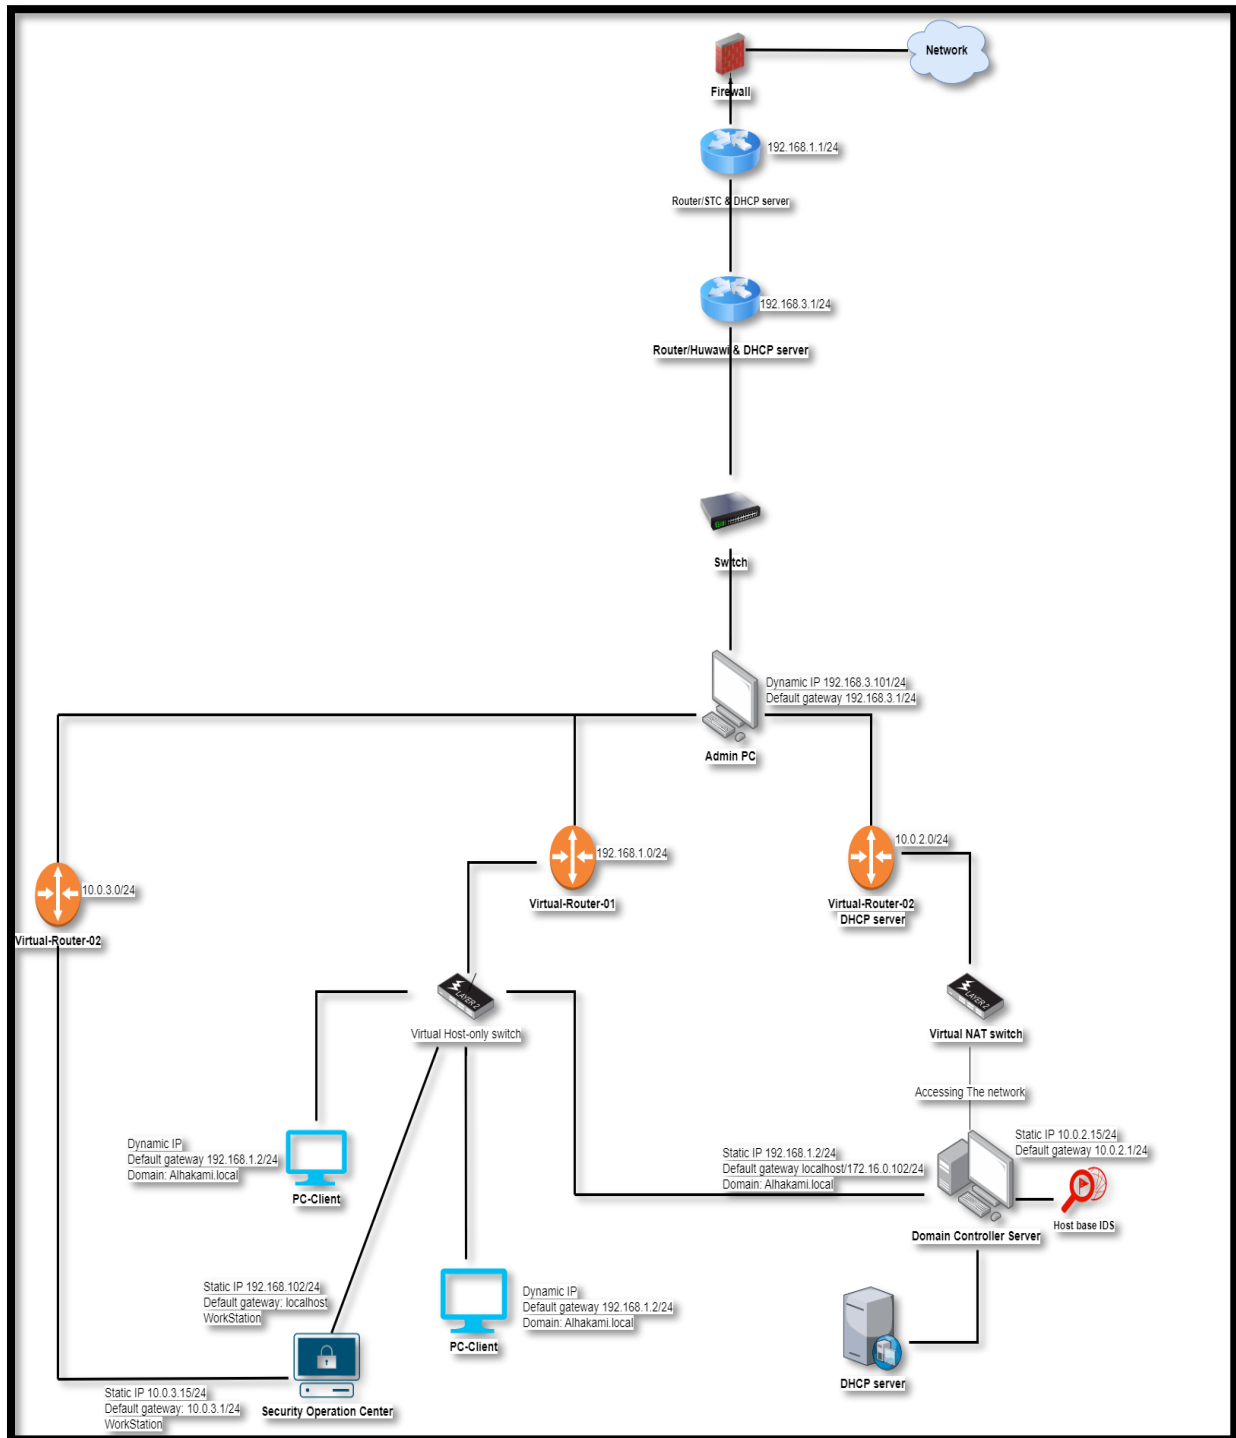 Network
Firewall
192.168.1.1/24
Router/STC & DHCP server
192.168.3.1/24
Router/Huwawi & DHCP server
Switch
Dynamic IP 192.168.3.101/24
Default gateway 192.168.3.1/24
Admin PC
10.0.3.0/24
Virtual-Router-02
192.168.1.0/24
Virtual-Router-01
10.0.2.0/24
Virtual-Router-02
DHCP server
LAYER 2
Virtual Host-only switch
LAYER 2
Virtual NAT switch
Accessing The network
Dynamic IP
Default gateway 192.168.1.2/24
Domain: Alhakami.local
PC-Client
Static IP 192.168.1.2/24
Default gateway localhost/172.16.0.102/24
Domain: Alhakami.local
Static IP 10.0.2.15/24
Default gateway 10.0.2.1/24
Host base IDS
Domain Controller Server
Static IP 192.168.102/24
Default gateway: localhost
WorkStation
Dynamic IP
Default gateway 192.168.1.2/24
Domain: Alhakami.local
PC-Client
DHCP server
Static IP 10.0.3.15/24
Default gateway: 10.0.3.1/24
WorkStation
Security Operation Center